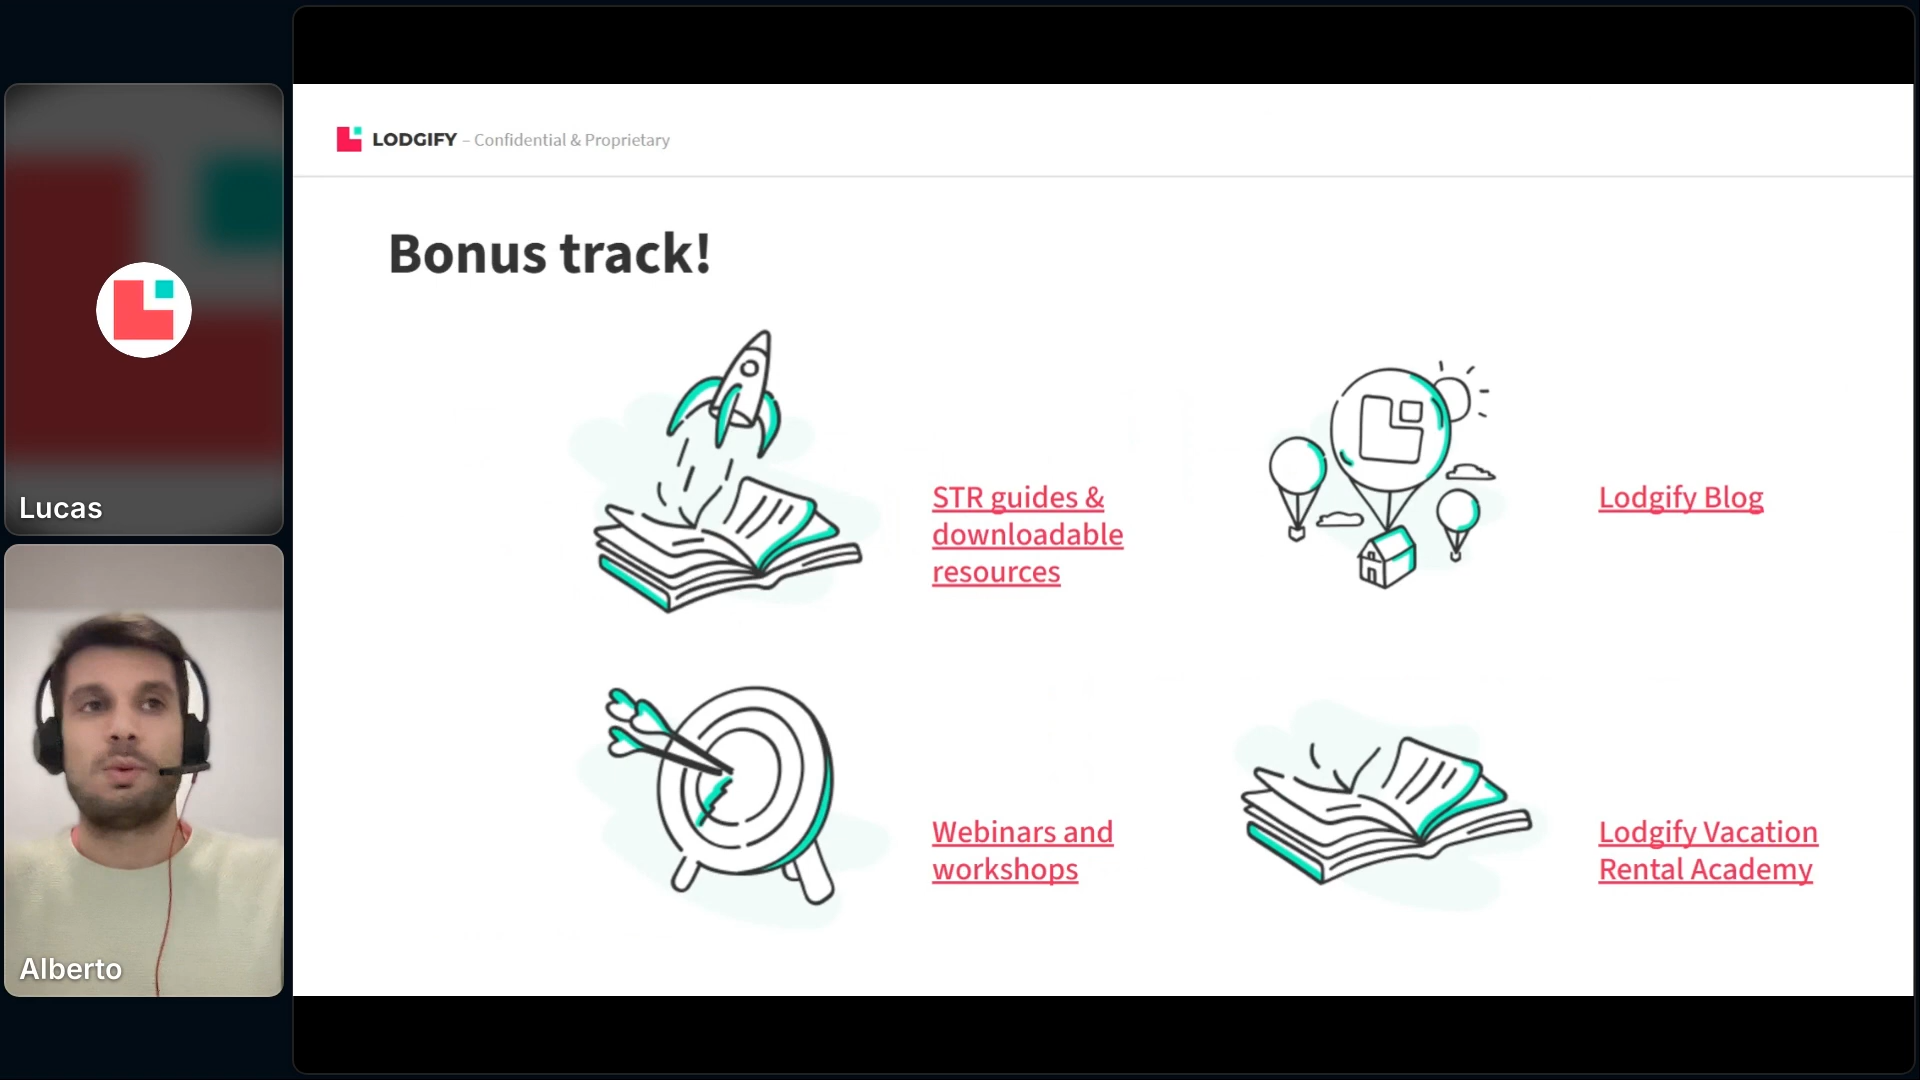 LODGIFY – Confidential & Proprietary
Bonus track!
STR guides &
downloadable
resources
Lodgify Blog
Webinars and
workshops
Lodgify Vacation
Rental Academy
Lucas
Alberto